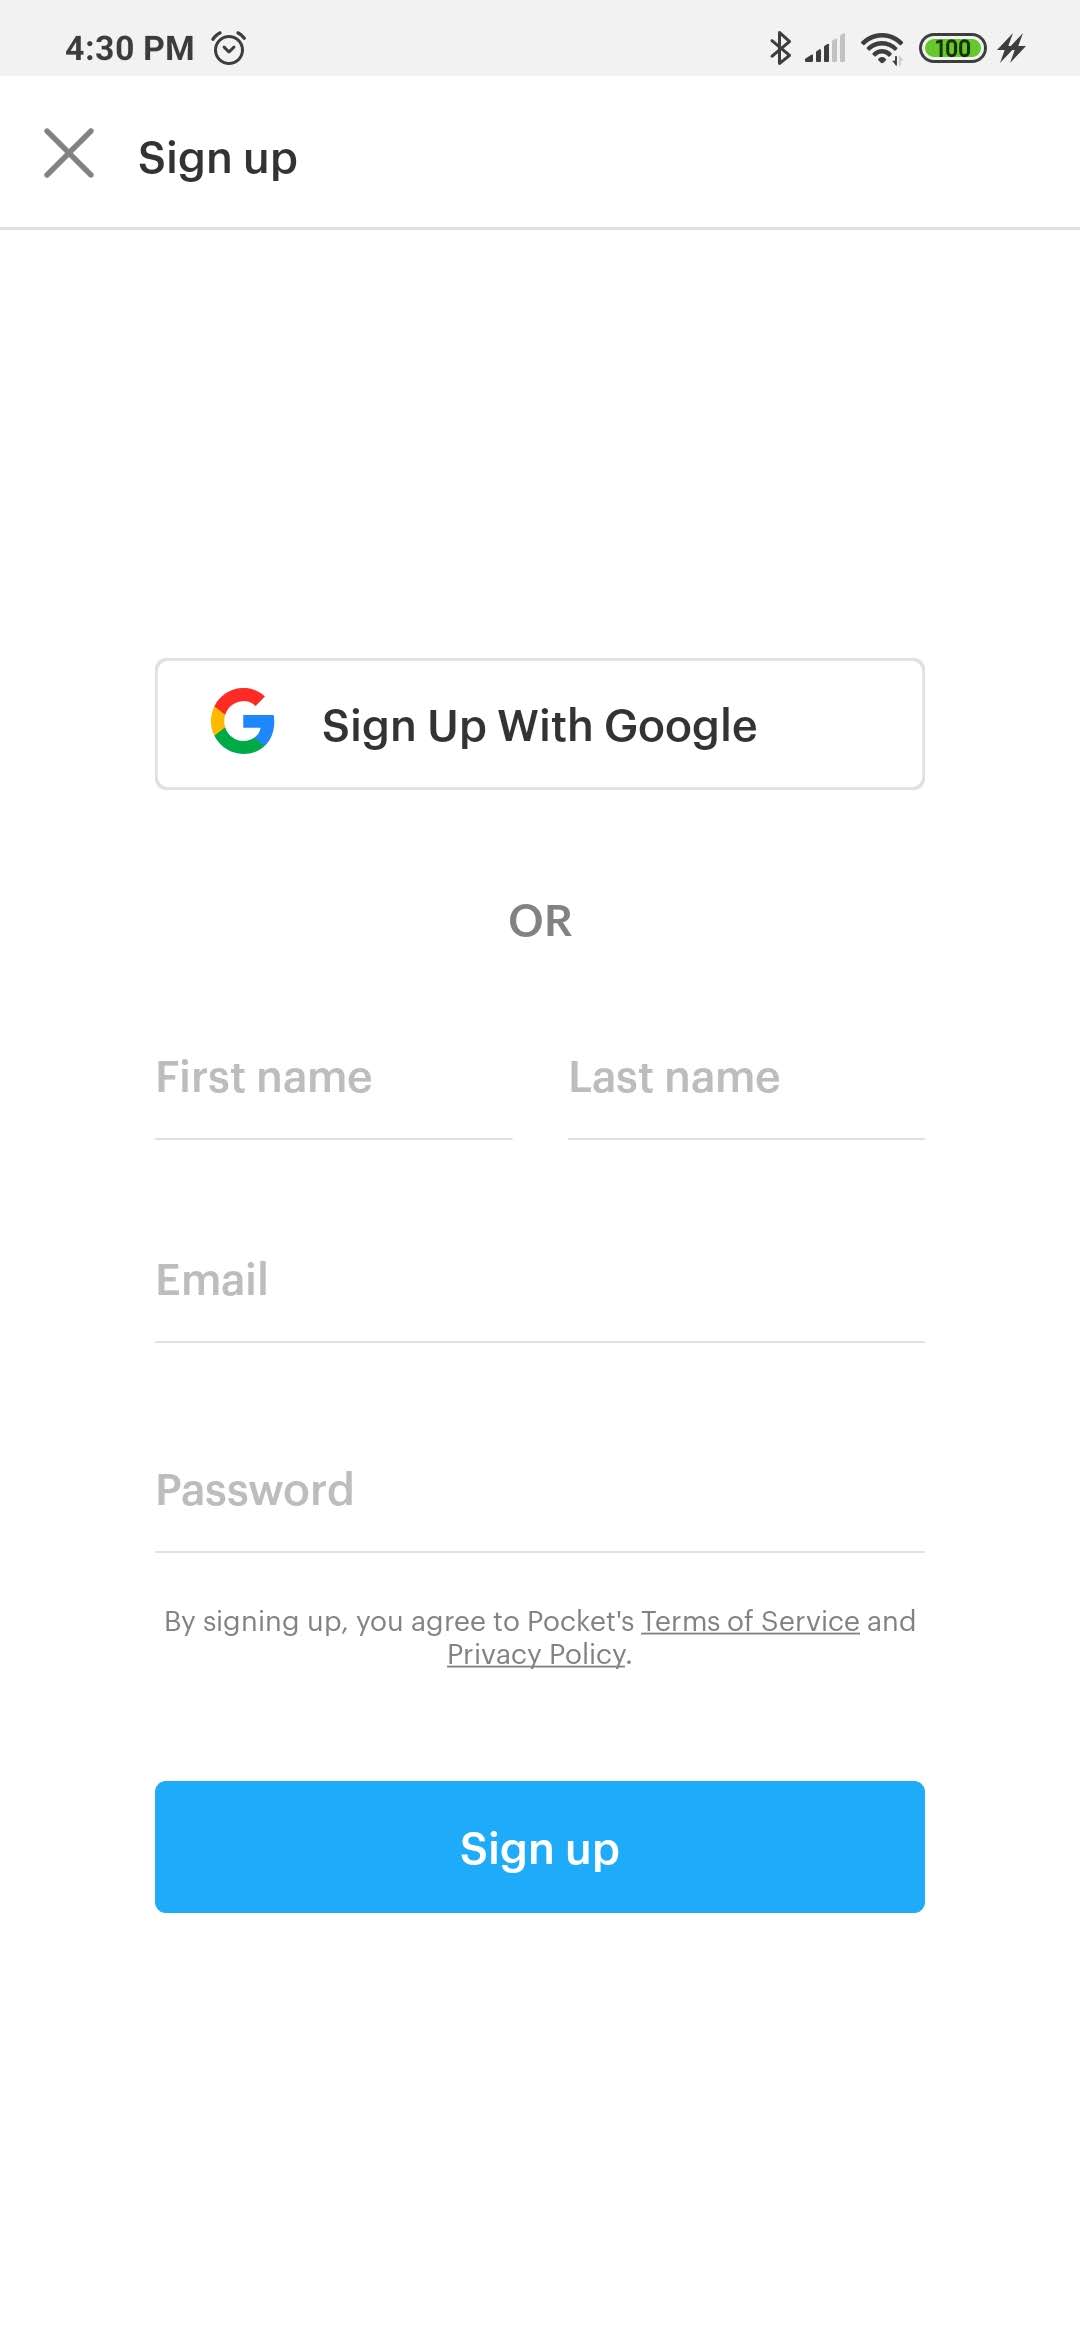 4:30 PM
100
Sign up
Sign Up With Google
OR
First name
Last name
Email
Password
By signing up, you agree to Pocket's Terms of Service and
Privacy Policy.
Sign up